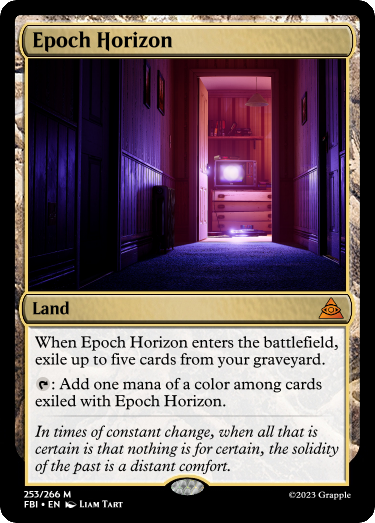 Epoch Horizon
Land
When Epoch Horizon enters the battlefield,
exile up to five cards from your graveyard.
: Add one mana of a color among cards
exiled with Epoch Horizon.
In times of constant change, when all that is
certain is that nothing is for certain, the solidity
of the past is a distant comfort.
253/266 M
FBI • EN Liam Tart
©2023 Grapple